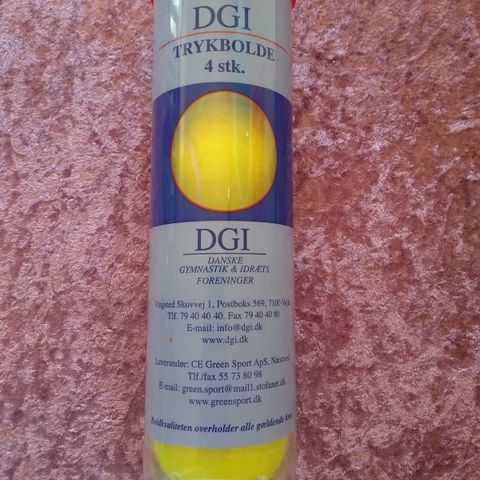 DGI
TRYKBOLDE
4 stk.
DGI
DANSKE
GYMNASTIK & IDRÆTS
FORENINGER
Vingsted Skovvej 1, Postboks 569, 7100 Vejle
Tlf. 79 40 40 40. Fax 79 40 40 80
E-mail: info@dgi.dk
www.dgi.dk
Leverandør: CE Green Sport ApS, Næstved
Tlf./fax 55 73 80 98
E-mail: green.sport@mail1.stofanet.dk
www.greensport.dk
Boldkvaliteten overholder alle gældende krav